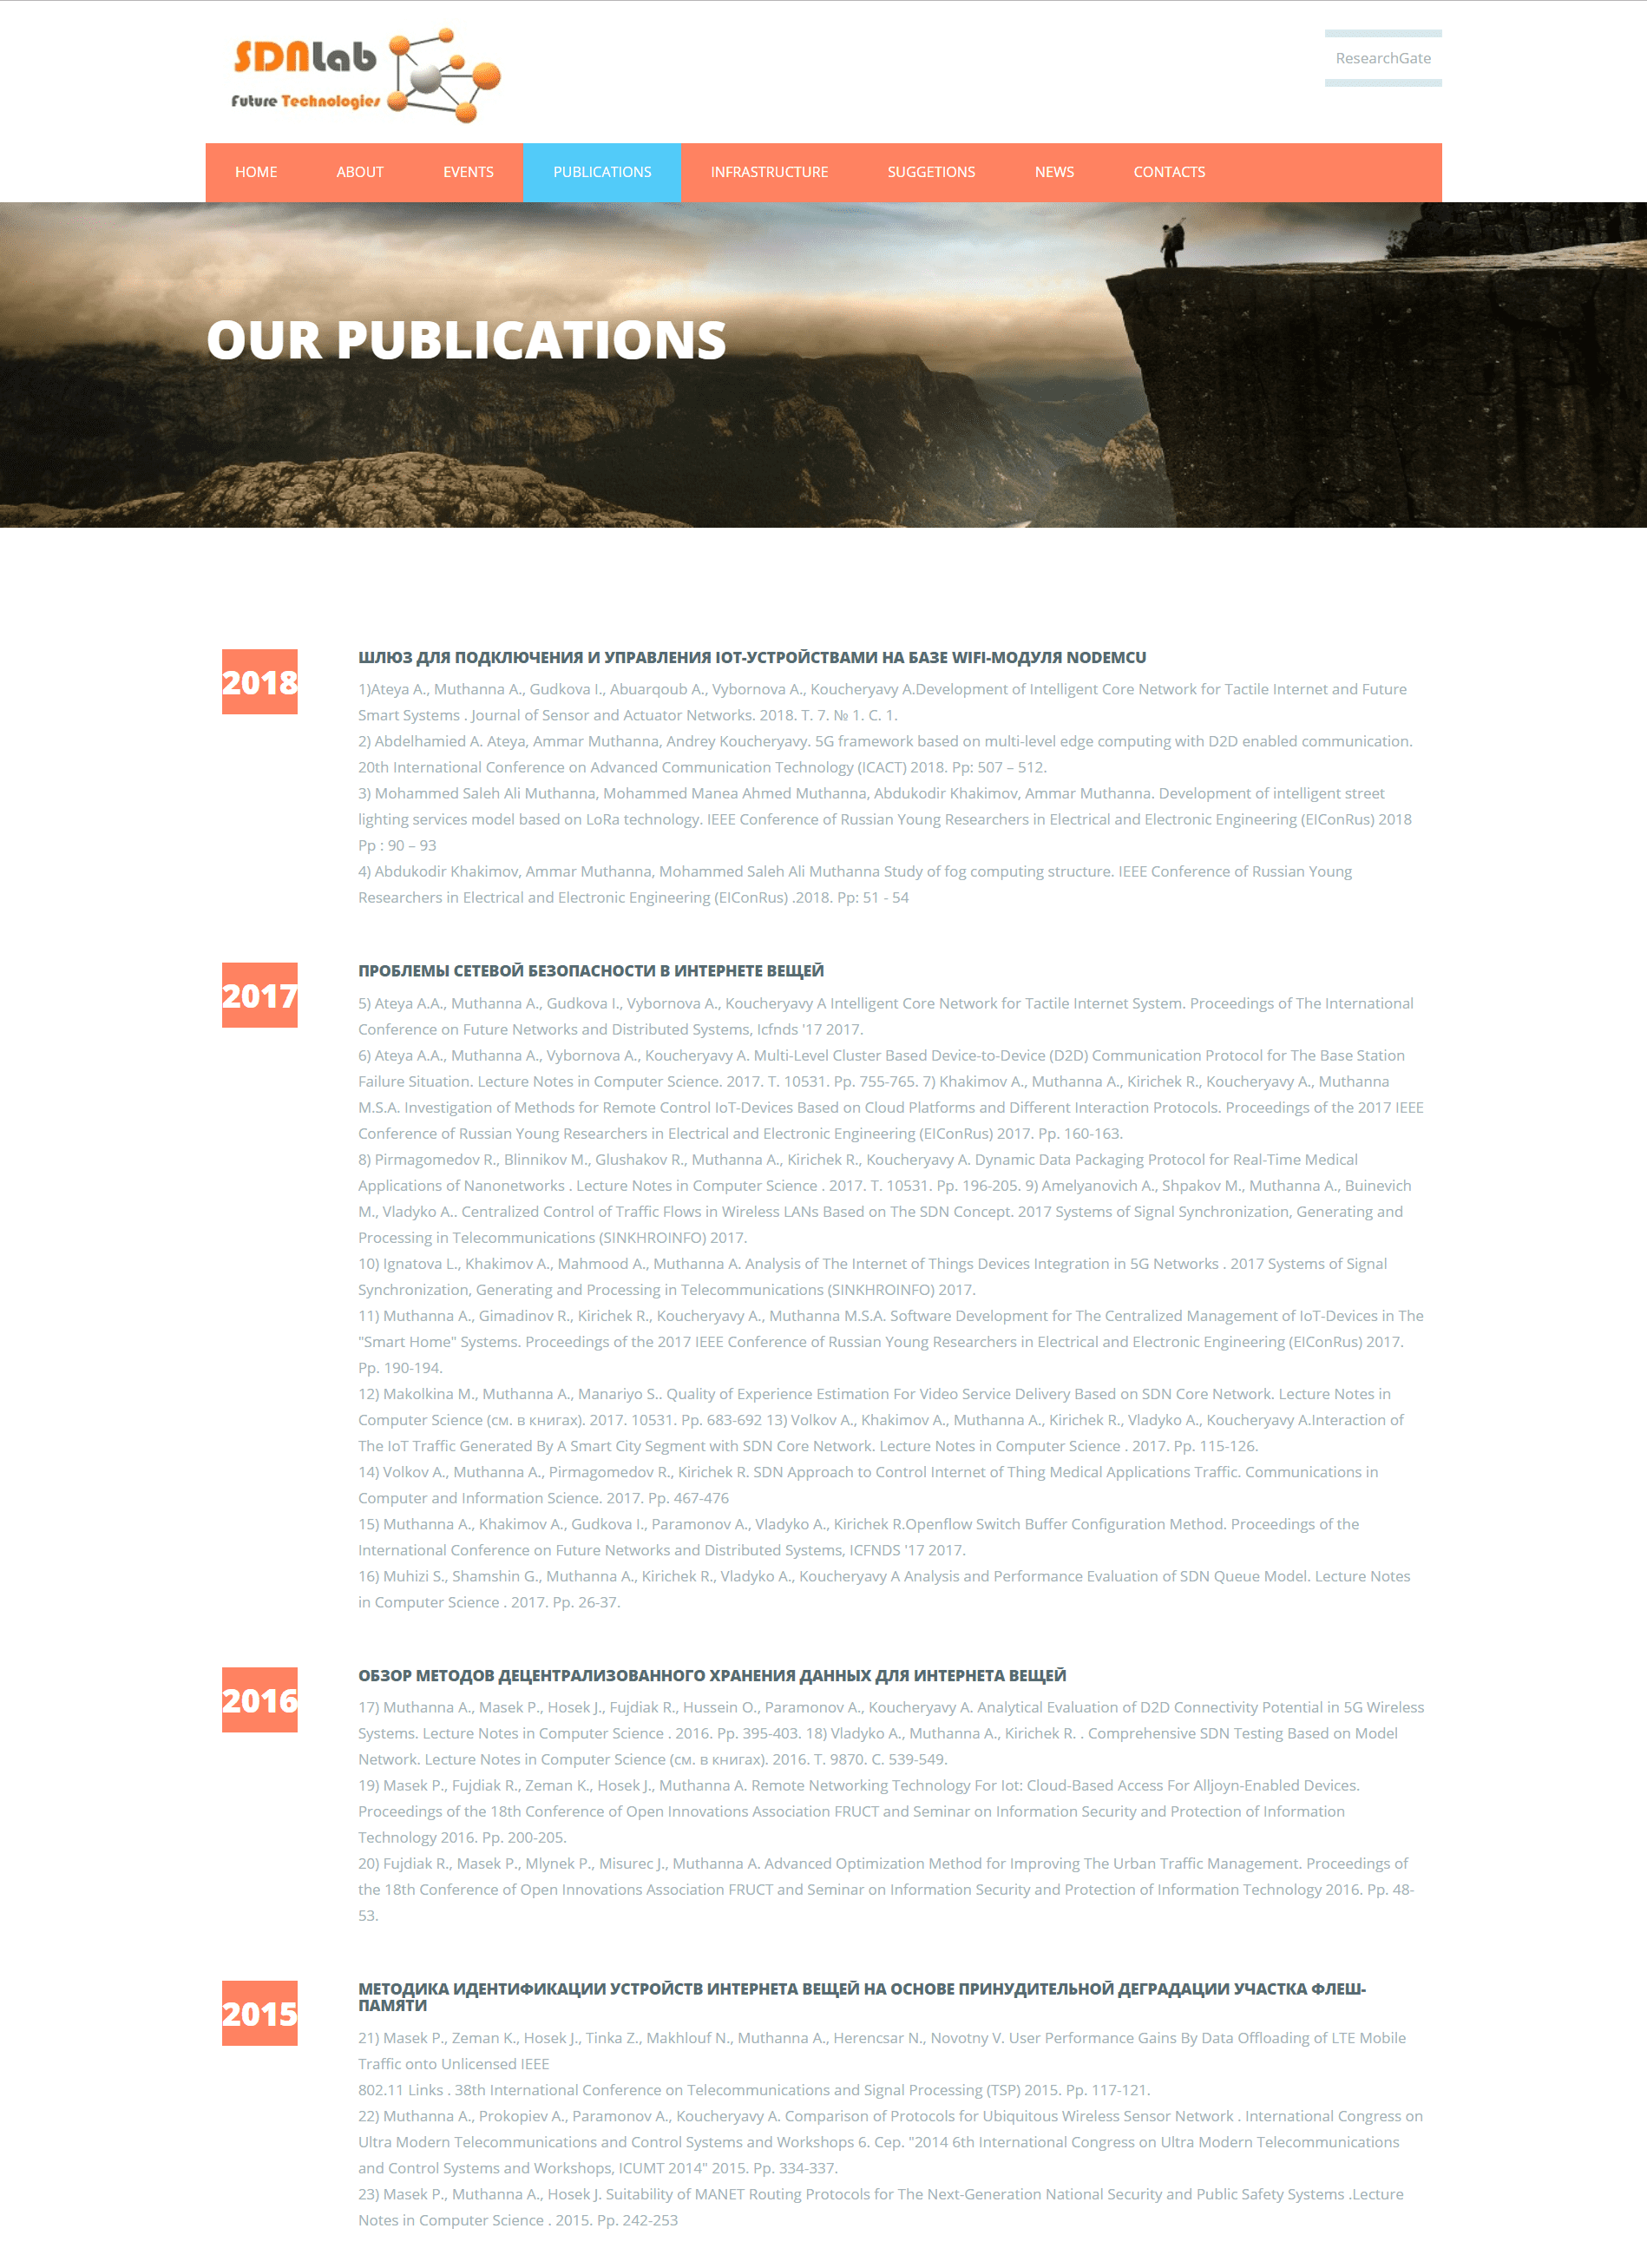 SDNLab
Future Technologies
ResearchGate
HOME ABOUT EVENTS PUBLICATIONS INFRASTRUCTURE SUGGETIONS NEWS CONTACTS
OUR PUBLICATIONS
2018
ШЛЮЗ ДЛЯ ПОДКЛЮЧЕНИЯ И УПРАВЛЕНИЯ IOT-УСТРОЙСТВАМИ НА БАЗЕ WIFI-МОДУЛЯ NODEMCU
1)Ateya A., Muthanna A., Gudkova I., Abuarqoub A., Vybornova A., Koucheryavy A.Development of Intelligent Core Network for Tactile Internet and Future
Smart Systems . Journal of Sensor and Actuator Networks. 2018. Т. 7. № 1. С. 1.
2) Abdelhamied A. Ateya, Ammar Muthanna, Andrey Koucheryavy. 5G framework based on multi-level edge computing with D2D enabled communication.
20th International Conference on Advanced Communication Technology (ICACT) 2018. Pp: 507 – 512.
3) Mohammed Saleh Ali Muthanna, Mohammed Manea Ahmed Muthanna, Abdukodir Khakimov, Ammar Muthanna. Development of intelligent street
lighting services model based on LoRa technology. IEEE Conference of Russian Young Researchers in Electrical and Electronic Engineering (EIConRus) 2018
Pp : 90 – 93
4) Abdukodir Khakimov, Ammar Muthanna, Mohammed Saleh Ali Muthanna Study of fog computing structure. IEEE Conference of Russian Young
Researchers in Electrical and Electronic Engineering (EIConRus) .2018. Pp: 51 - 54
2017
ПРОБЛЕМЫ СЕТЕВОЙ БЕЗОПАСНОСТИ В ИНТЕРНЕТЕ ВЕЩЕЙ
5) Ateya A.A., Muthanna A., Gudkova I., Vybornova A., Koucheryavy A Intelligent Core Network for Tactile Internet System. Proceedings of The International
Conference on Future Networks and Distributed Systems, Icfnds '17 2017.
6) Ateya A.A., Muthanna A., Vybornova A., Koucheryavy A. Multi-Level Cluster Based Device-to-Device (D2D) Communication Protocol for The Base Station
Failure Situation. Lecture Notes in Computer Science. 2017. Т. 10531. Pp. 755-765. 7) Khakimov A., Muthanna A., Kirichek R., Koucheryavy A., Muthanna
M.S.A. Investigation of Methods for Remote Control IoT-Devices Based on Cloud Platforms and Different Interaction Protocols. Proceedings of the 2017 IEEE
Conference of Russian Young Researchers in Electrical and Electronic Engineering (EIConRus) 2017. Pp. 160-163.
8) Pirmagomedov R., Blinnikov M., Glushakov R., Muthanna A., Kirichek R., Koucheryavy A. Dynamic Data Packaging Protocol for Real-Time Medical
Applications of Nanonetworks . Lecture Notes in Computer Science . 2017. Т. 10531. Pp. 196-205. 9) Amelyanovich A., Shpakov M., Muthanna A., Buinevich
M., Vladyko A.. Centralized Control of Traffic Flows in Wireless LANs Based on The SDN Concept. 2017 Systems of Signal Synchronization, Generating and
Processing in Telecommunications (SINKHROINFO) 2017.
10) Ignatova L., Khakimov A., Mahmood A., Muthanna A. Analysis of The Internet of Things Devices Integration in 5G Networks . 2017 Systems of Signal
Synchronization, Generating and Processing in Telecommunications (SINKHROINFO) 2017.
11) Muthanna A., Gimadinov R., Kirichek R., Koucheryavy A., Muthanna M.S.A. Software Development for The Centralized Management of IoT-Devices in The
"Smart Home" Systems. Proceedings of the 2017 IEEE Conference of Russian Young Researchers in Electrical and Electronic Engineering (EIConRus) 2017.
Pp. 190-194.
12) Makolkina M., Muthanna A., Manariyo S.. Quality of Experience Estimation For Video Service Delivery Based on SDN Core Network. Lecture Notes in
Computer Science (см. в книгах). 2017. 10531. Pp. 683-692 13) Volkov A., Khakimov A., Muthanna A., Kirichek R., Vladyko A., Koucheryavy A.Interaction of
The IoT Traffic Generated By A Smart City Segment with SDN Core Network. Lecture Notes in Computer Science . 2017. Pp. 115-126.
14) Volkov A., Muthanna A., Pirmagomedov R., Kirichek R. SDN Approach to Control Internet of Thing Medical Applications Traffic. Communications in
Computer and Information Science. 2017. Pp. 467-476
15) Muthanna A., Khakimov A., Gudkova I., Paramonov A., Vladyko A., Kirichek R.Openflow Switch Buffer Configuration Method. Proceedings of the
International Conference on Future Networks and Distributed Systems, ICFNDS '17 2017.
16) Muhizi S., Shamshin G., Muthanna A., Kirichek R., Vladyko A., Koucheryavy A Analysis and Performance Evaluation of SDN Queue Model. Lecture Notes
in Computer Science . 2017. Pp. 26-37.
2016
ОБЗОР МЕТОДОВ ДЕЦЕНТРАЛИЗОВАННОГО ХРАНЕНИЯ ДАННЫХ ДЛЯ ИНТЕРНЕТА ВЕЩЕЙ
17) Muthanna A., Masek P., Hosek J., Fujdiak R., Hussein O., Paramonov A., Koucheryavy A. Analytical Evaluation of D2D Connectivity Potential in 5G Wireless
Systems. Lecture Notes in Computer Science . 2016. Pp. 395-403. 18) Vladyko A., Muthanna A., Kirichek R. . Comprehensive SDN Testing Based on Model
Network. Lecture Notes in Computer Science (см. в книгах). 2016. Т. 9870. С. 539-549.
19) Masek P., Fujdiak R., Zeman K., Hosek J., Muthanna A. Remote Networking Technology For Iot: Cloud-Based Access For Alljoyn-Enabled Devices.
Proceedings of the 18th Conference of Open Innovations Association FRUCT and Seminar on Information Security and Protection of Information
Technology 2016. Pp. 200-205.
20) Fujdiak R., Masek P., Mlynek P., Misurec J., Muthanna A. Advanced Optimization Method for Improving The Urban Traffic Management. Proceedings of
the 18th Conference of Open Innovations Association FRUCT and Seminar on Information Security and Protection of Information Technology 2016. Pp. 48-
53.
2015
МЕТОДИКА ИДЕНТИФИКАЦИИ УСТРОЙСТВ ИНТЕРНЕТА ВЕЩЕЙ НА ОСНОВЕ ПРИНУДИТЕЛЬНОЙ ДЕГРАДАЦИИ УЧАСТКА ФЛЕШ-
ПАМЯТИ
21) Masek P., Zeman K., Hosek J., Tinka Z., Makhlouf N., Muthanna A., Herencsar N., Novotny V. User Performance Gains By Data Offloading of LTE Mobile
Traffic onto Unlicensed IEEE
802.11 Links . 38th International Conference on Telecommunications and Signal Processing (TSP) 2015. Pp. 117-121.
22) Muthanna A., Prokopiev A., Paramonov A., Koucheryavy A. Comparison of Protocols for Ubiquitous Wireless Sensor Network . International Congress on
Ultra Modern Telecommunications and Control Systems and Workshops 6. Сер. "2014 6th International Congress on Ultra Modern Telecommunications
and Control Systems and Workshops, ICUMT 2014" 2015. Pp. 334-337.
23) Masek P., Muthanna A., Hosek J. Suitability of MANET Routing Protocols for The Next-Generation National Security and Public Safety Systems .Lecture
Notes in Computer Science . 2015. Pp. 242-253